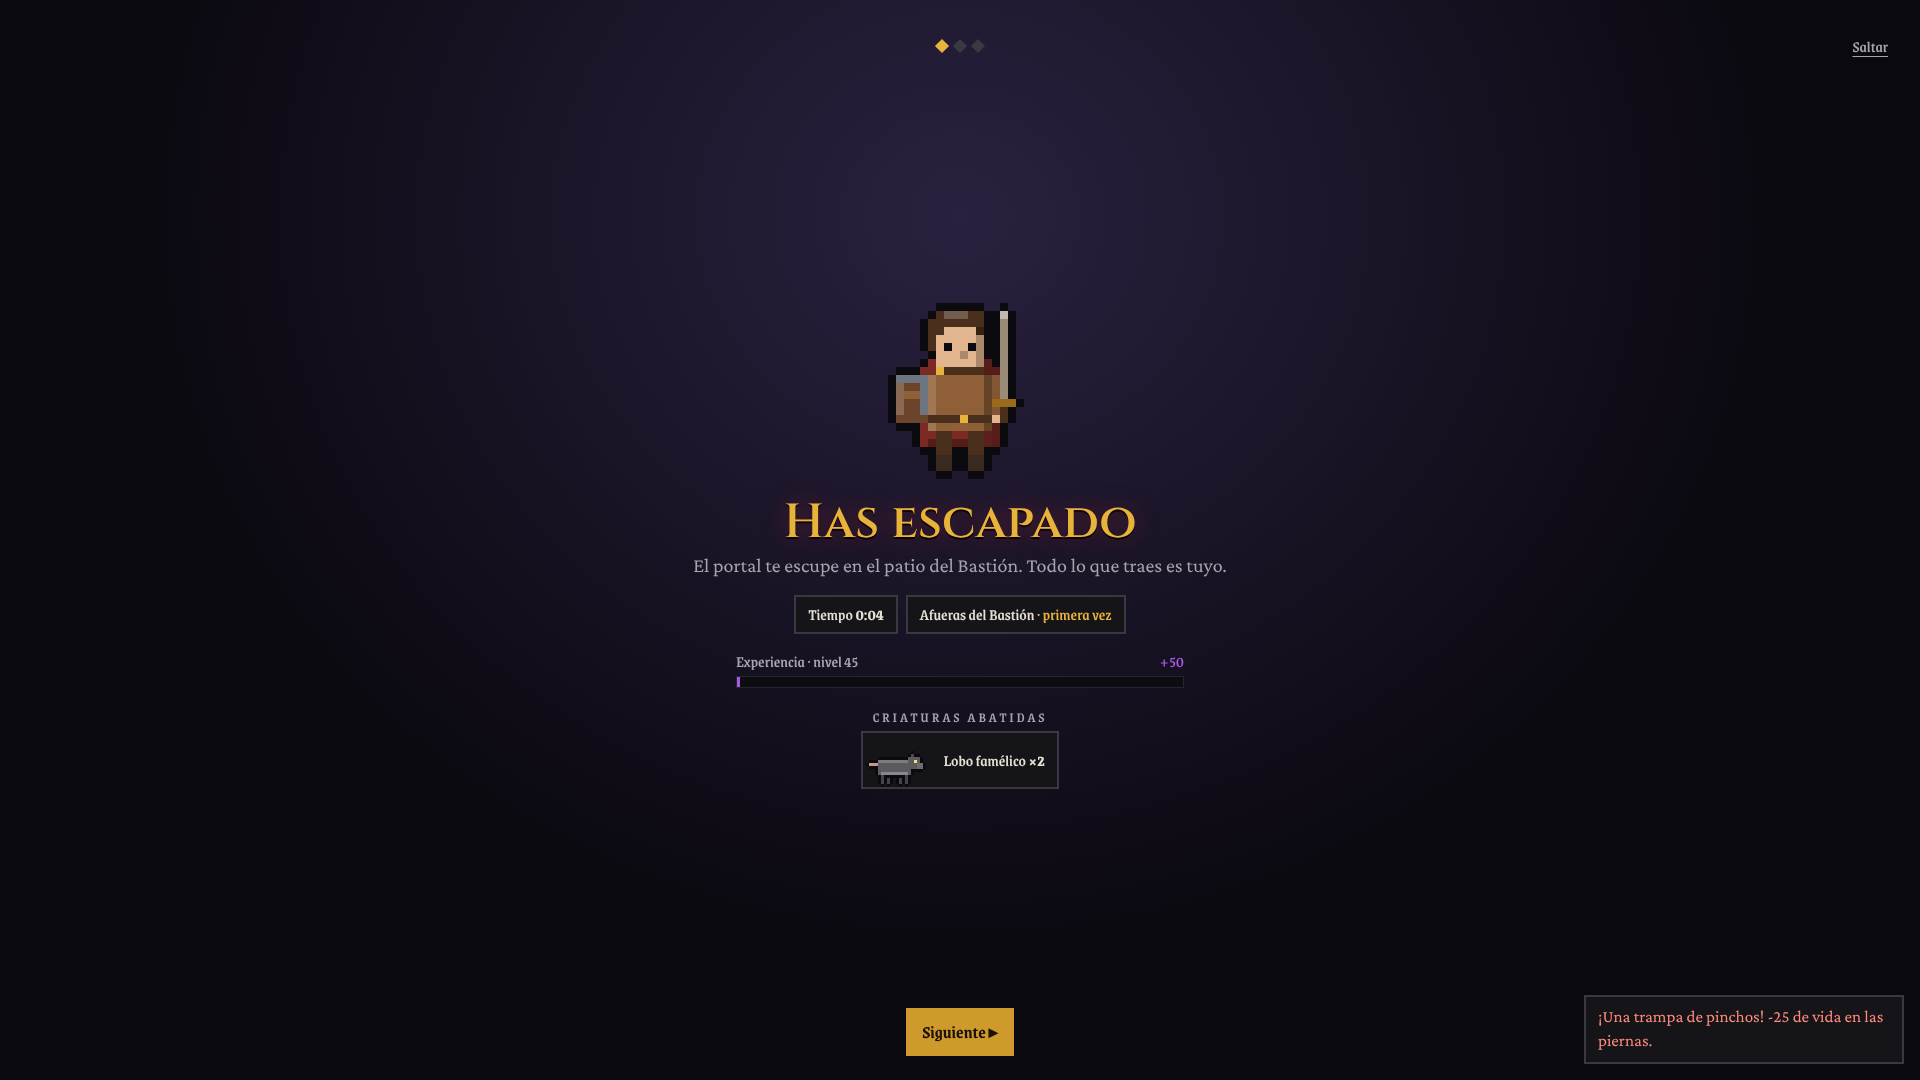 Saltar
Has escapado
El portal te escupe en el patio del Bastión. Todo lo que traes es tuyo.
Tiempo 0:04
Afueras del Bastión · primera vez
Experiencia · nivel 45
+50
CRIATURAS ABATIDAS
Lobo famélico ×2
Siguiente ▶
¡Una trampa de pinchos! -25 de vida en las
piernas.